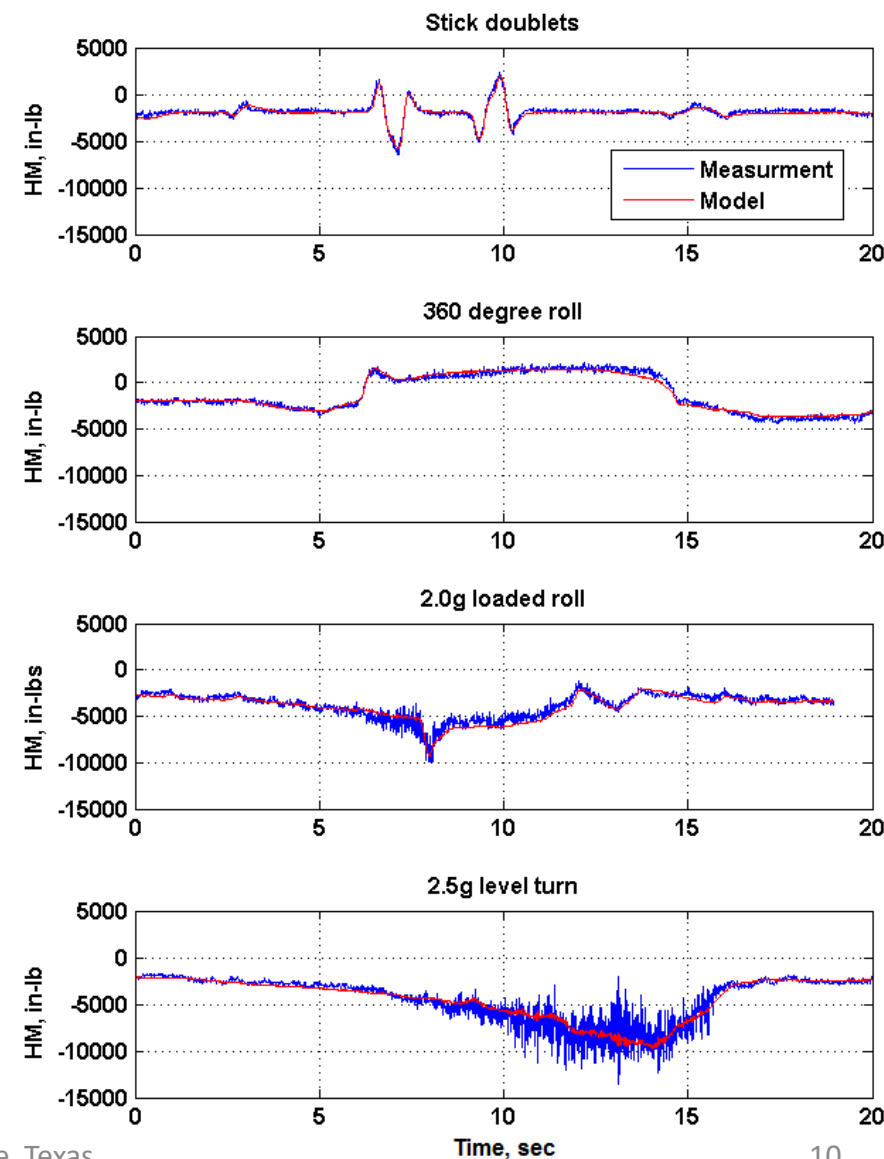 Stick doublets
5000
0
-5000
-10000
-15000
HM, in-lb
Measurment
Model
0 5 10 15 20
360 degree roll
5000
0
-5000
-10000
-15000
HM, in-lb
0 5 10 15 20
2.0g loaded roll
5000
0
-5000
-10000
-15000
HM, in-lbs
0 5 10 15 20
2.5g level turn
5000
0
-5000
-10000
-15000
HM, in-lb
0 5 10 15 20
Time, sec
e, Texas
10